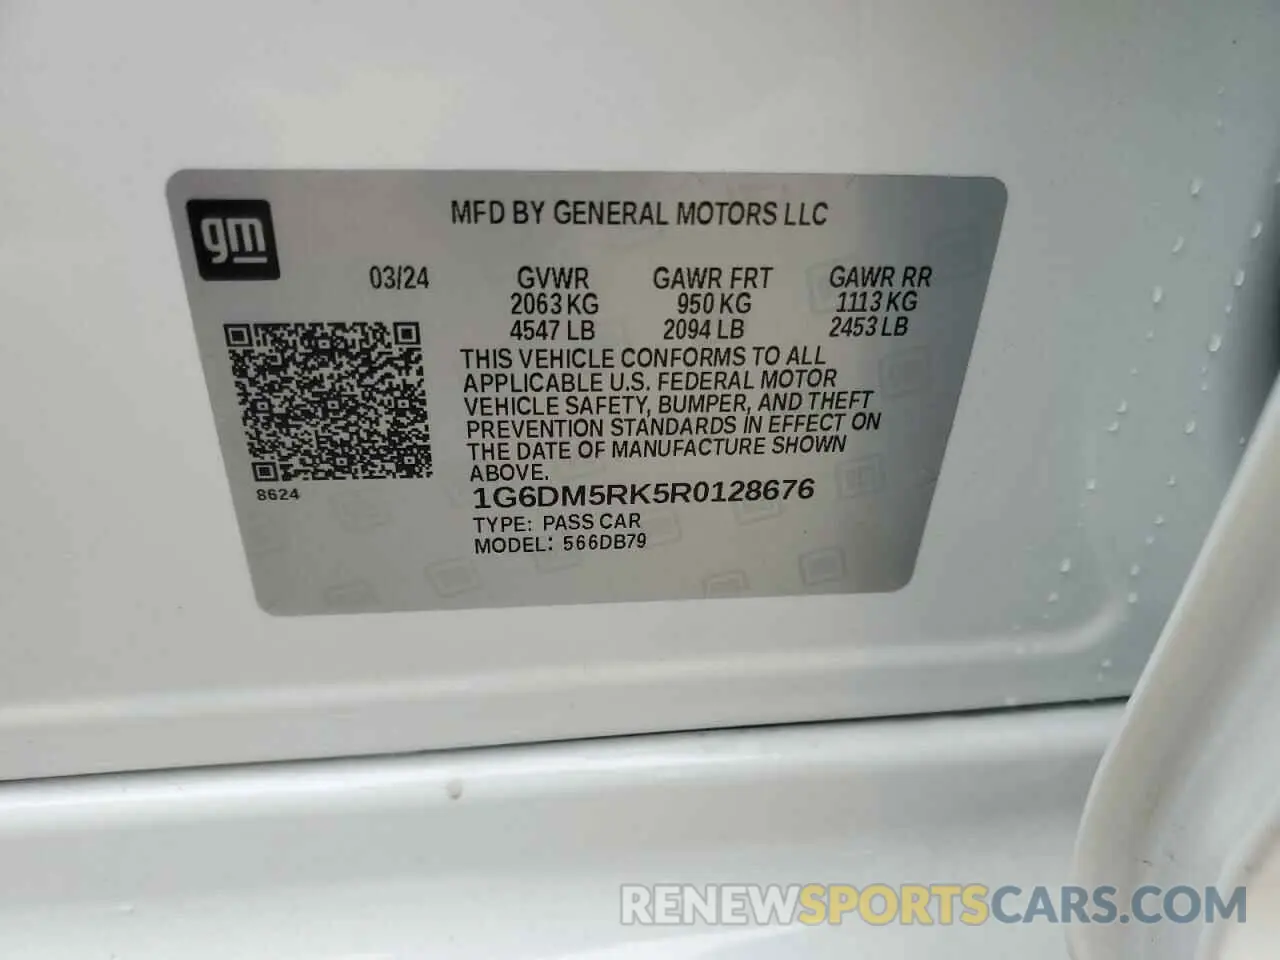 gm
MFD BY GENERAL MOTORS LLC
03/24 GVWR GAWR FRT GAWR RR
2063 KG 950 KG 1113 KG
4547 LB 2094 LB 2453 LB
THIS VEHICLE CONFORMS TO ALL
APPLICABLE U.S. FEDERAL MOTOR
VEHICLE SAFETY, BUMPER, AND THEFT
PREVENTION STANDARDS IN EFFECT ON
THE DATE OF MANUFACTURE SHOWN
ABOVE.
8624
1G6DM5RK5R0128676
TYPE: PASS CAR
MODEL: 566DB79
RENEWSPORTSCARS.COM